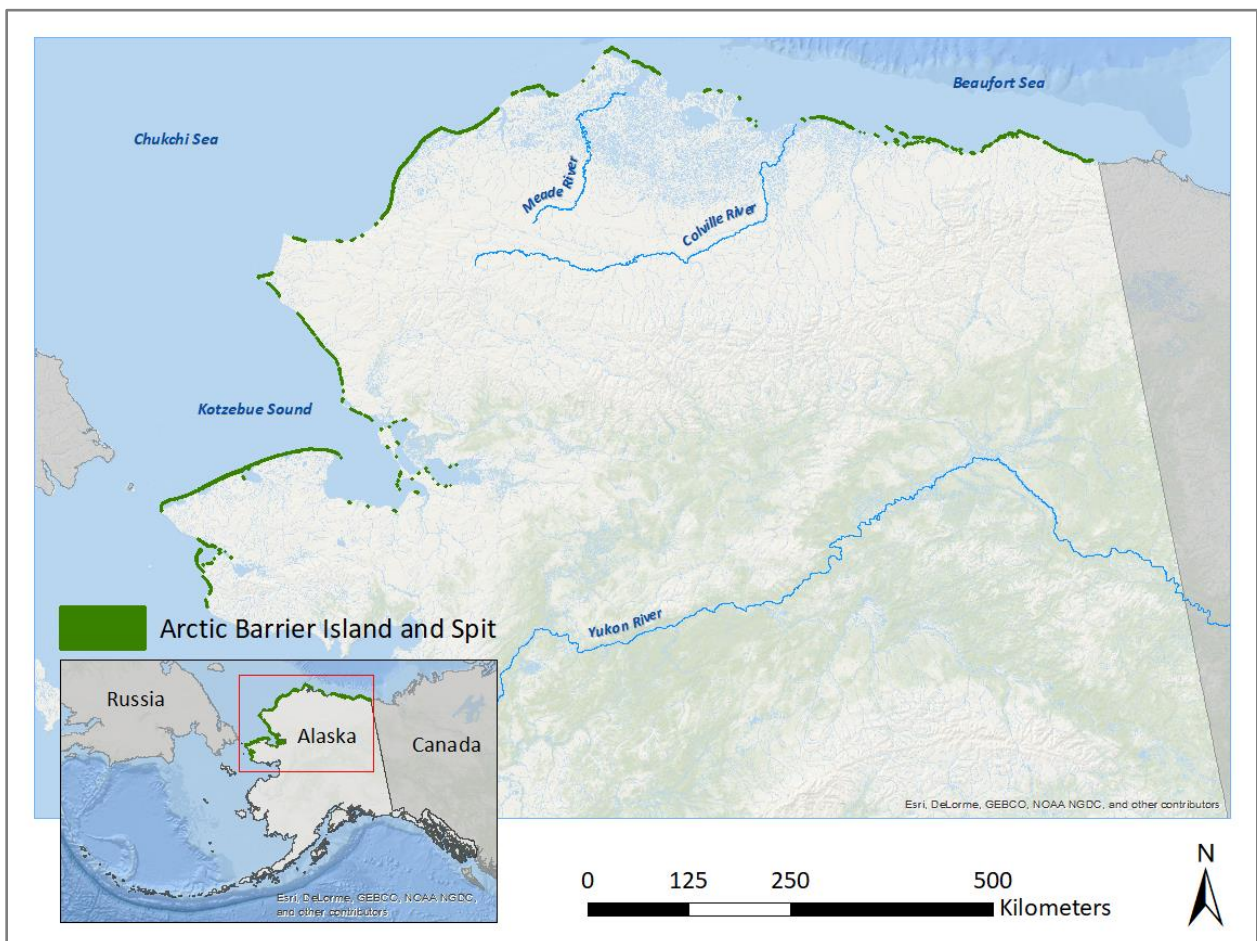 Beaufort Sea
Chukchi Sea
Meade River
Colville River
Kotzebue Sound
Yukon River
Arctic Barrier Island and Spit
Russia
Alaska
Canada
Esri, DeLorme, GEBCO, NOAA NGDC,
and other contributors
Esri, DeLorme, GEBCO, NOAA NGDC, and other contributors
0 125 250 500
Kilometers
N